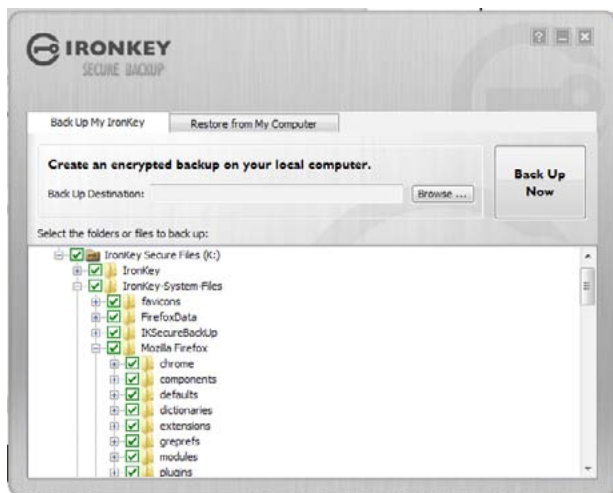 IRONKEY
SECURE BACKUP
Back Up My IronKey
Restore from My Computer
Create an encrypted backup on your local computer.
Back Up Now
Back Up Destination:
Browse ...
Select the folders or files to back up:
IronKey Secure Files (K:)
IronKey
IronKey-System-Files
favicons
FirefoxData
IKSecureBackUp
Mozilla Firefox
chrome
components
defaults
dictionaries
extensions
greprefs
modules
plugins